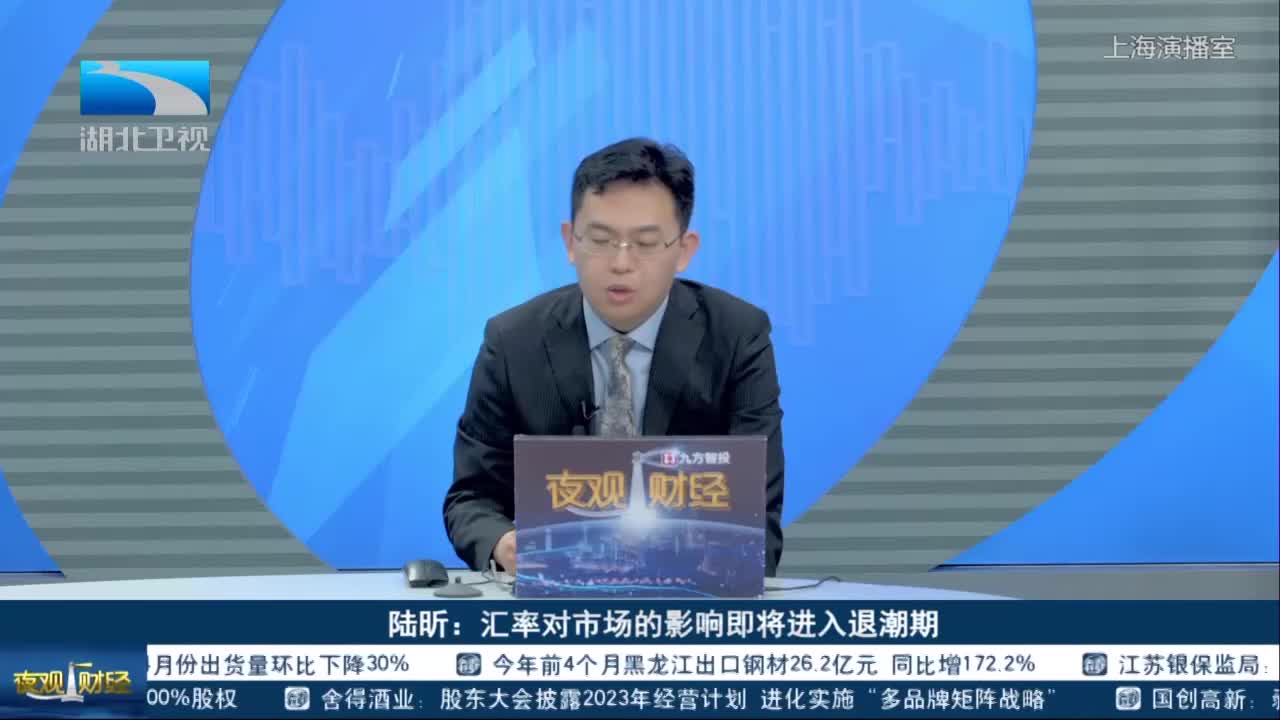 上海演播室
湖北卫视
九方智投
夜观财经
陆昕：汇率对市场的影响即将进入退潮期
月份出货量环比下降30% 今年前4个月黑龙江出口钢材26.2亿元 同比增172.2% 江苏银保监局：
夜观财经
00%股权 舍得酒业：股东大会披露2023年经营计划 进化实施“多品牌矩阵战略” 国创高新：